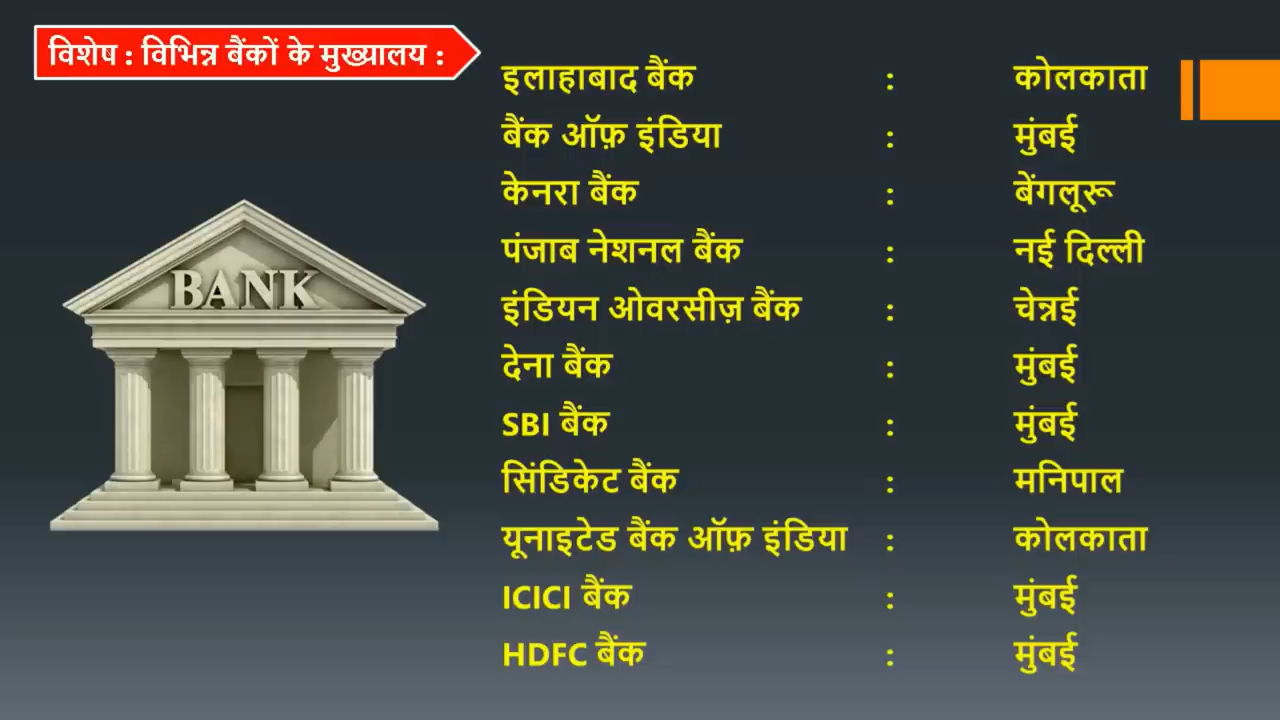 विशेष : विभिन्न बैंकों के मुख्यालय :
इलाहाबाद बैंक : कोलकाता
बैंक ऑफ़ इंडिया : मुंबई
केनरा बैंक : बेंगलूरू
पंजाब नेशनल बैंक : नई दिल्ली
इंडियन ओवरसीज़ बैंक : चेन्नई
देना बैंक : मुंबई
SBI बैंक : मुंबई
सिंडिकेट बैंक : मनिपाल
यूनाइटेड बैंक ऑफ़ इंडिया : कोलकाता
ICICI बैंक : मुंबई
HDFC बैंक : मुंबई
BANK